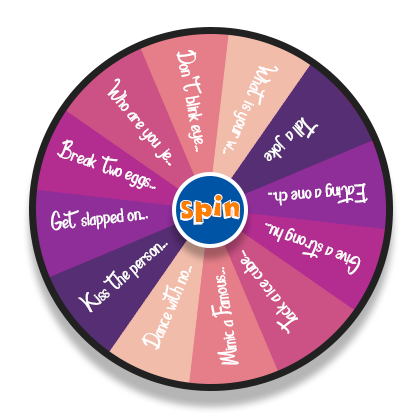 Don't blink eye...
What is your w...
Tell a joke
Eating a one ch...
Give a strong hu...
Tack a ice cube...
Mimic a Famous...
Dance with no...
Kiss the person...
Get slapped on...
Break two eggs...
Who are you je...
spin